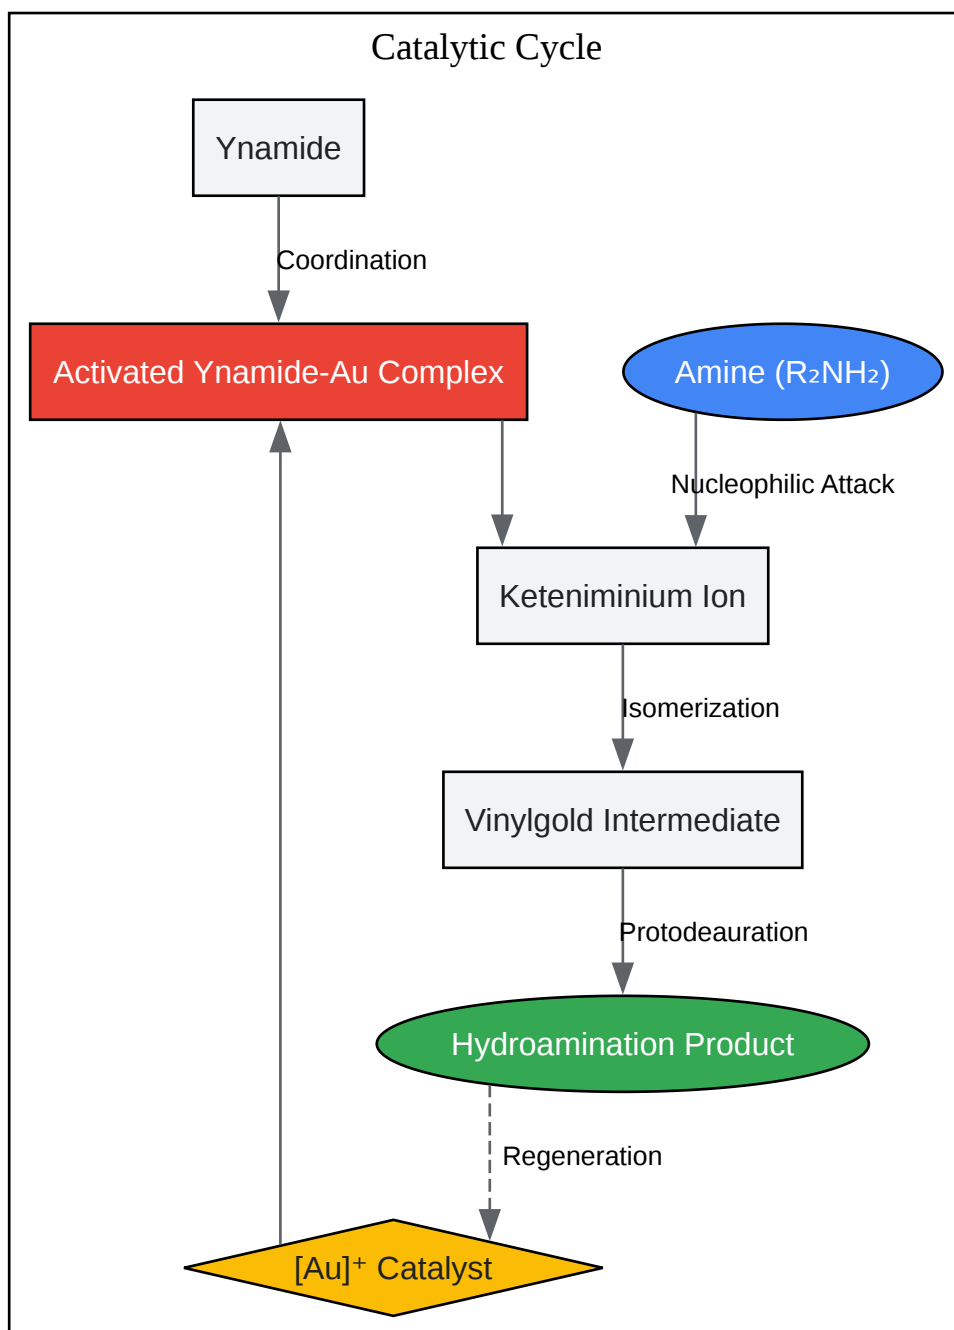 Catalytic Cycle
Ynamide
Coordination
Activated Ynamide-Au Complex
Amine (R₂NH₂)
Nucleophilic Attack
Keteniminium Ion
Isomerization
Vinylgold Intermediate
Protodeauration
Hydroamination Product
Regeneration
[Au]⁺ Catalyst